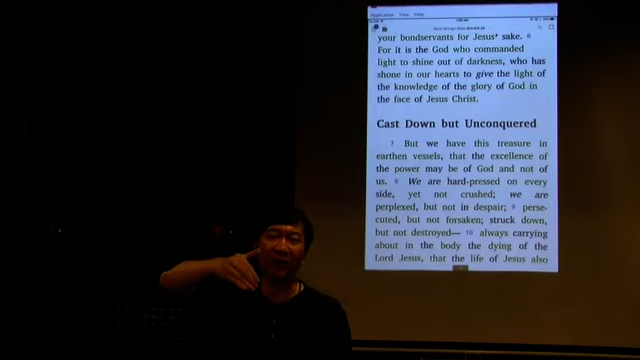 Application View Help
your bondservants for Jesus' sake. 6
For it is the God who commanded
light to shine out of darkness, who has
shone in our hearts to give the light of
the knowledge of the glory of God in
the face of Jesus Christ.
Cast Down but Unconquered
7 But we have this treasure in
earthen vessels, that the excellence of
the power may be of God and not of
us. 8 We are hard-pressed on every
side, yet not crushed; we are
perplexed, but not in despair; 9 perse-
cuted, but not forsaken; struck down,
but not destroyed— 10 always carrying
about in the body the dying of the
Lord Jesus, that the life of Jesus also